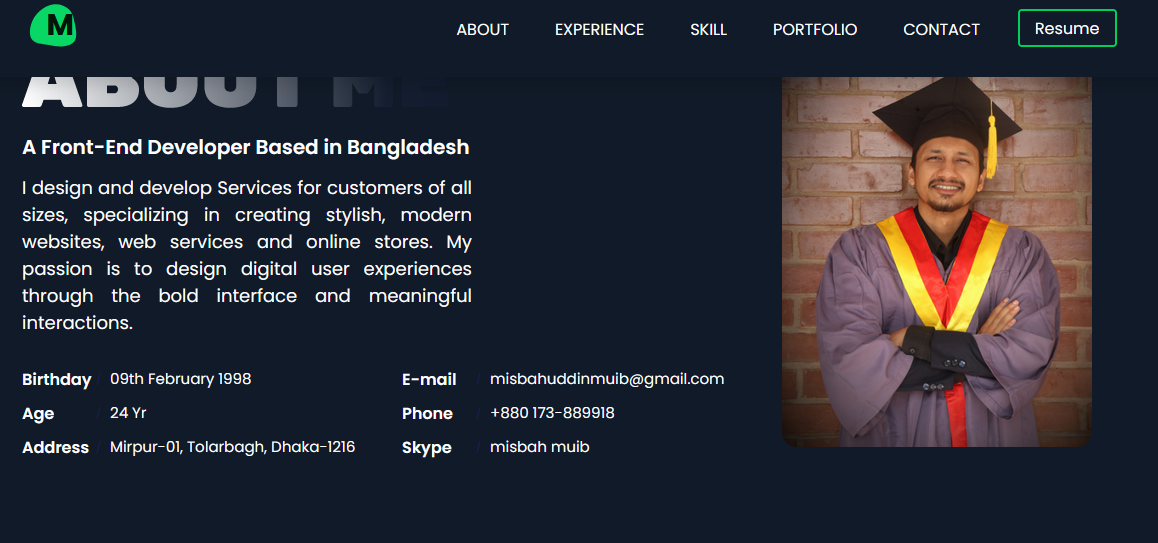 M
ABOUT EXPERIENCE SKILL PORTFOLIO CONTACT Resume
ABOUT ME
A Front-End Developer Based in Bangladesh
I design and develop Services for customers of all
sizes, specializing in creating stylish, modern
websites, web services and online stores. My
passion is to design digital user experiences
through the bold interface and meaningful
interactions.
Birthday 09th February 1998
Age 24 Yr
Address Mirpur-01, Tolarbagh, Dhaka-1216
E-mail misbahuddinmuib@gmail.com
Phone +880 173-889918
Skype misbah muib